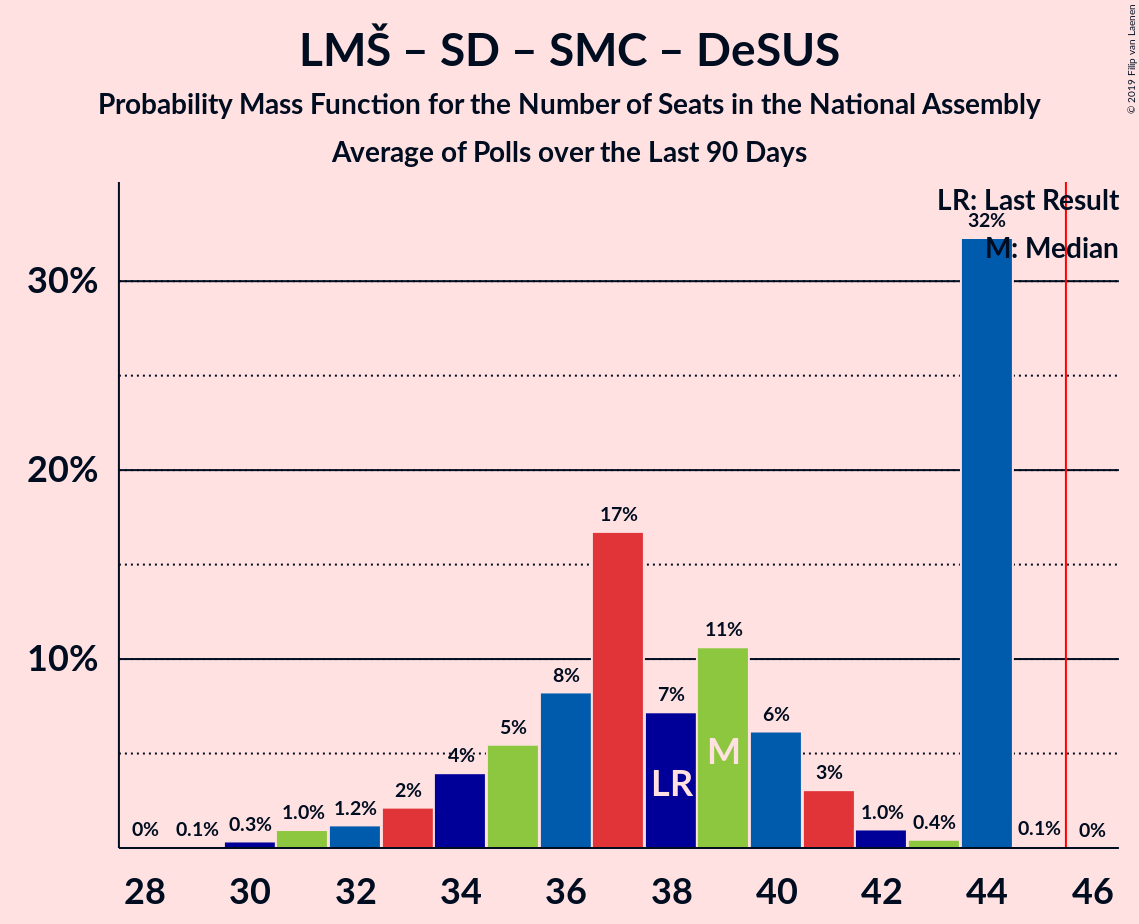 LMŠ – SD – SMC – DeSUS
Probability Mass Function for the Number of Seats in the National Assembly
Average of Polls over the Last 90 Days
© 2019 Filip van Laenen
LR: Last Result
M: Median
32%
30%
20%
17%
11%
10%
8%
7%
6%
5%
4%
3%
2%
1.2%
1.0%
1.0%
0.4%
0.3%
0.1%
0.1%
0%
0%
M
LR
28 30 32 34 36 38 40 42 44 46